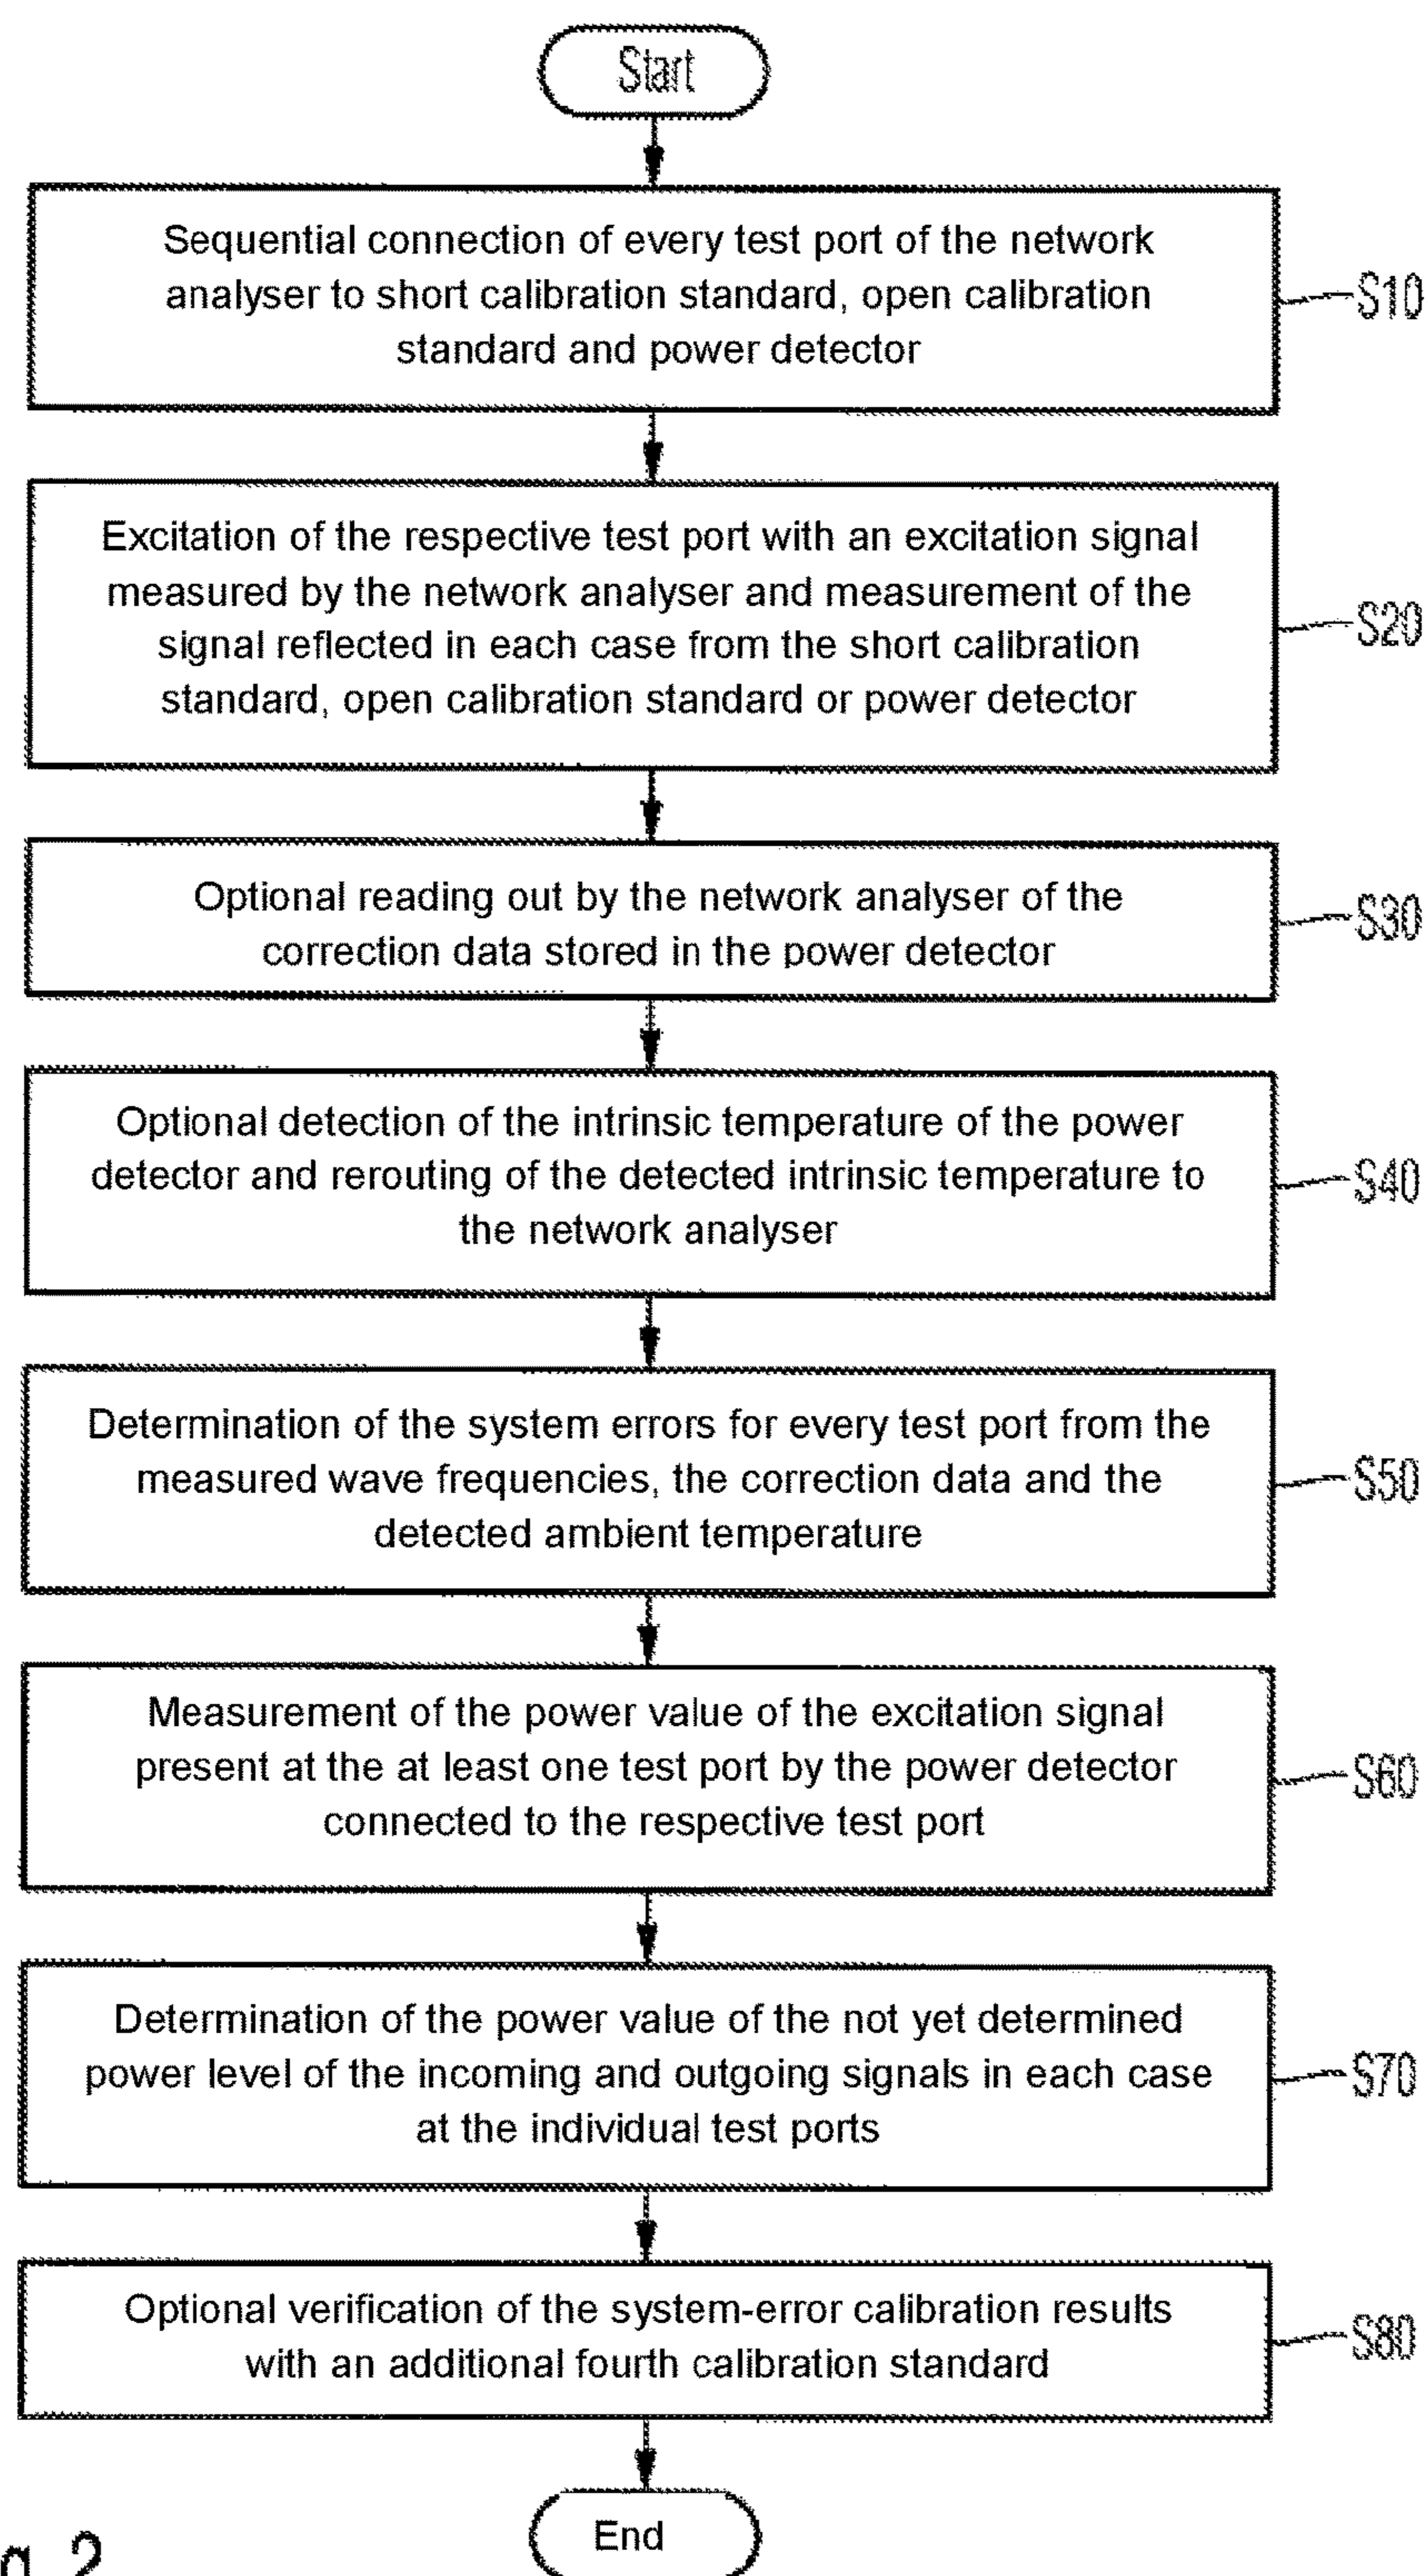 Start
Sequential connection of every test port of the network
analyser to short calibration standard, open calibration
standard and power detector
S10
Excitation of the respective test port with an excitation signal
measured by the network analyser and measurement of the
signal reflected in each case from the short calibration
standard, open calibration standard or power detector
S20
Optional reading out by the network analyser of the
correction data stored in the power detector
S30
Optional detection of the intrinsic temperature of the power
detector and rerouting of the detected intrinsic temperature to
the network analyser
S40
Determination of the system errors for every test port from the
measured wave frequencies, the correction data and the
detected ambient temperature
S50
Measurement of the power value of the excitation signal
present at the at least one test port by the power detector
connected to the respective test port
S60
Determination of the power value of the not yet determined
power level of the incoming and outgoing signals in each case
at the individual test ports
S70
Optional verification of the system-error calibration results
with an additional fourth calibration standard
S80
End
2